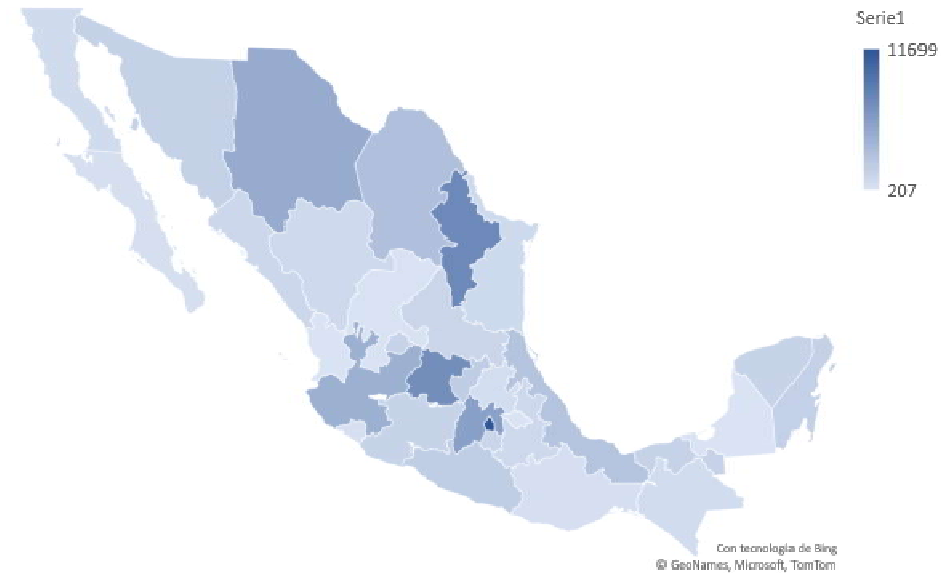 Serie1
11699
207
Con tecnología de Bing
© GeoNames, Microsoft, TomTom